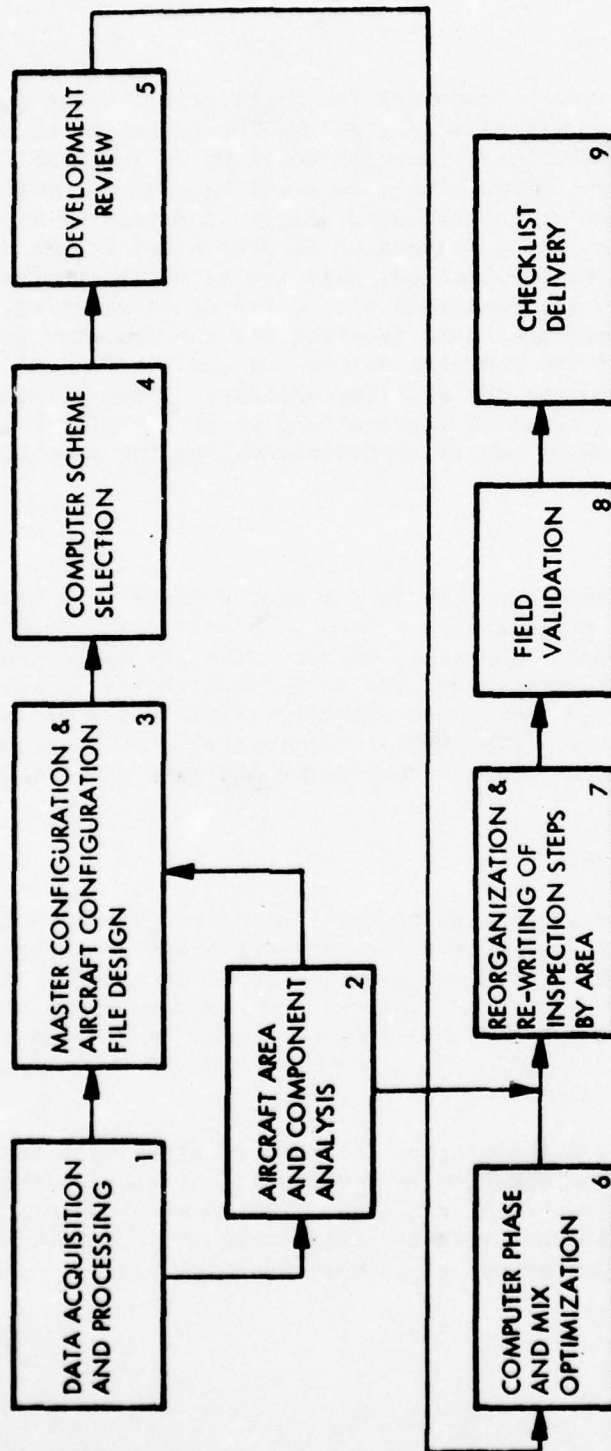 DATA ACQUISITION
AND PROCESSING
1
AIRCRAFT AREA
AND COMPONENT
ANALYSIS
2
MASTER CONFIGURATION &
AIRCRAFT CONFIGURATION
FILE DESIGN
3
COMPUTER SCHEME
SELECTION
4
DEVELOPMENT
REVIEW
5
COMPUTER PHASE
AND MIX
OPTIMIZATION
6
REORGANIZATION &
RE-WRITING OF
INSPECTION STEPS
BY AREA
7
FIELD
VALIDATION
8
CHECKLIST
DELIVERY
9